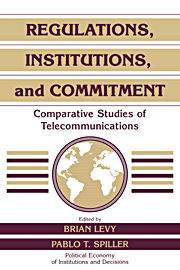 REGULATIONS,
INSTITUTIONS,
and COMMITMENT
Comparative Studies of
Telecommunications
Edited by
BRIAN LEVY
PABLO T. SPILLER
Political Economy
of Institutions and Decisions